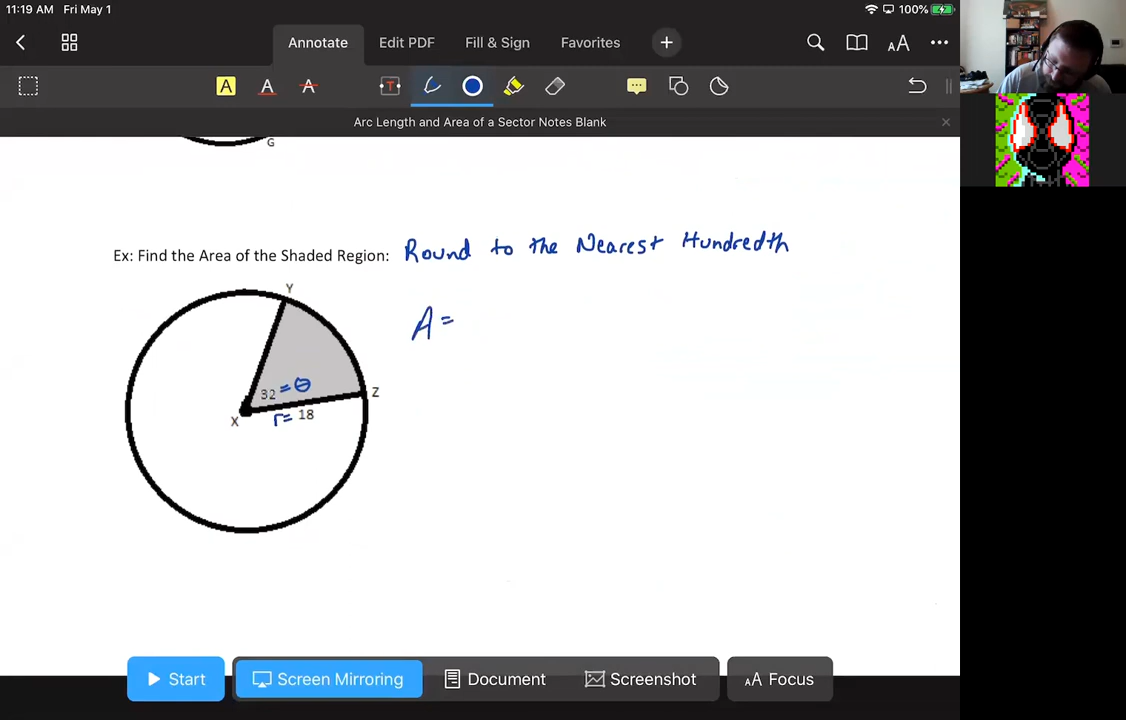 11:19 AM Fri May 1
100%
Annotate Edit PDF Fill & Sign Favorites +
AA
A A A T
Arc Length and Area of a Sector Notes Blank
G
Ex: Find the Area of the Shaded Region: Round to the Nearest Hundredth
Y
A =
32 = θ
Z
X r = 18
Start Screen Mirroring Document Screenshot AA Focus